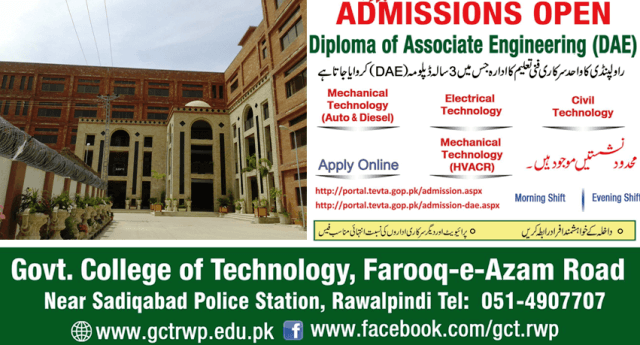 ADMISSIONS OPEN
Diploma of Associate Engineering (DAE)
راولپنڈی کا واحد سرکاری فنی تعلیم کا ادارہ جس میں 3 سالہ ڈپلومہ (DAE) کروایا جاتا ہے
Mechanical
Technology
(Auto & Diesel)
Electrical
Technology
Civil
Technology
Apply Online
Mechanical
Technology
(HVACR)
محدود نشستیں موجود ہیں۔
http://portal.tevta.gop.pk/admission.aspx
http://portal.tevta.gop.pk/admission-dae.aspx
Morning Shift
Evening Shif
داخلہ کے خواہشمند افراد رابطہ کریں
پرائیویٹ اور دیگر سرکاری اداروں کی نسبت انتہائی مناسب فیس
Govt. College of Technology, Farooq-e-Azam Road
Near Sadiqabad Police Station, Rawalpindi Tel: 051-4907707
www.gctrwp.edu.pk
www.facebook.com/gct.rwp